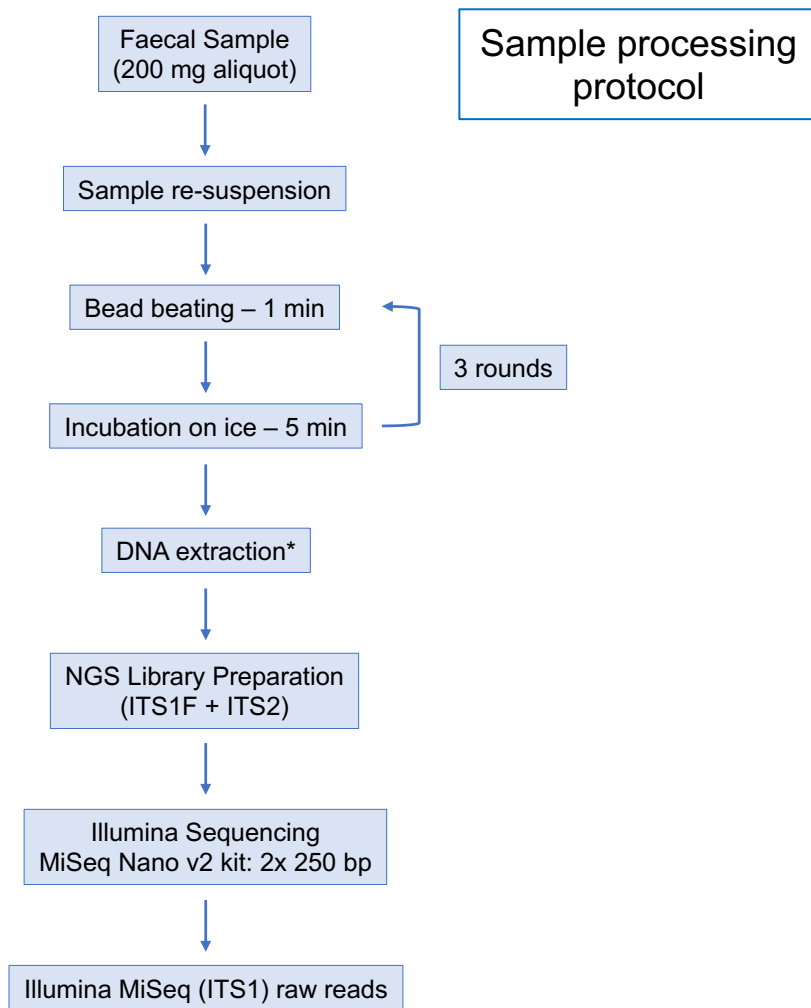 Sample processing
protocol
Faecal Sample
(200 mg aliquot)
Sample re-suspension
Bead beating – 1 min
3 rounds
Incubation on ice – 5 min
DNA extraction*
NGS Library Preparation
(ITS1F + ITS2)
Illumina Sequencing
MiSeq Nano v2 kit: 2x 250 bp
Illumina MiSeq (ITS1) raw reads